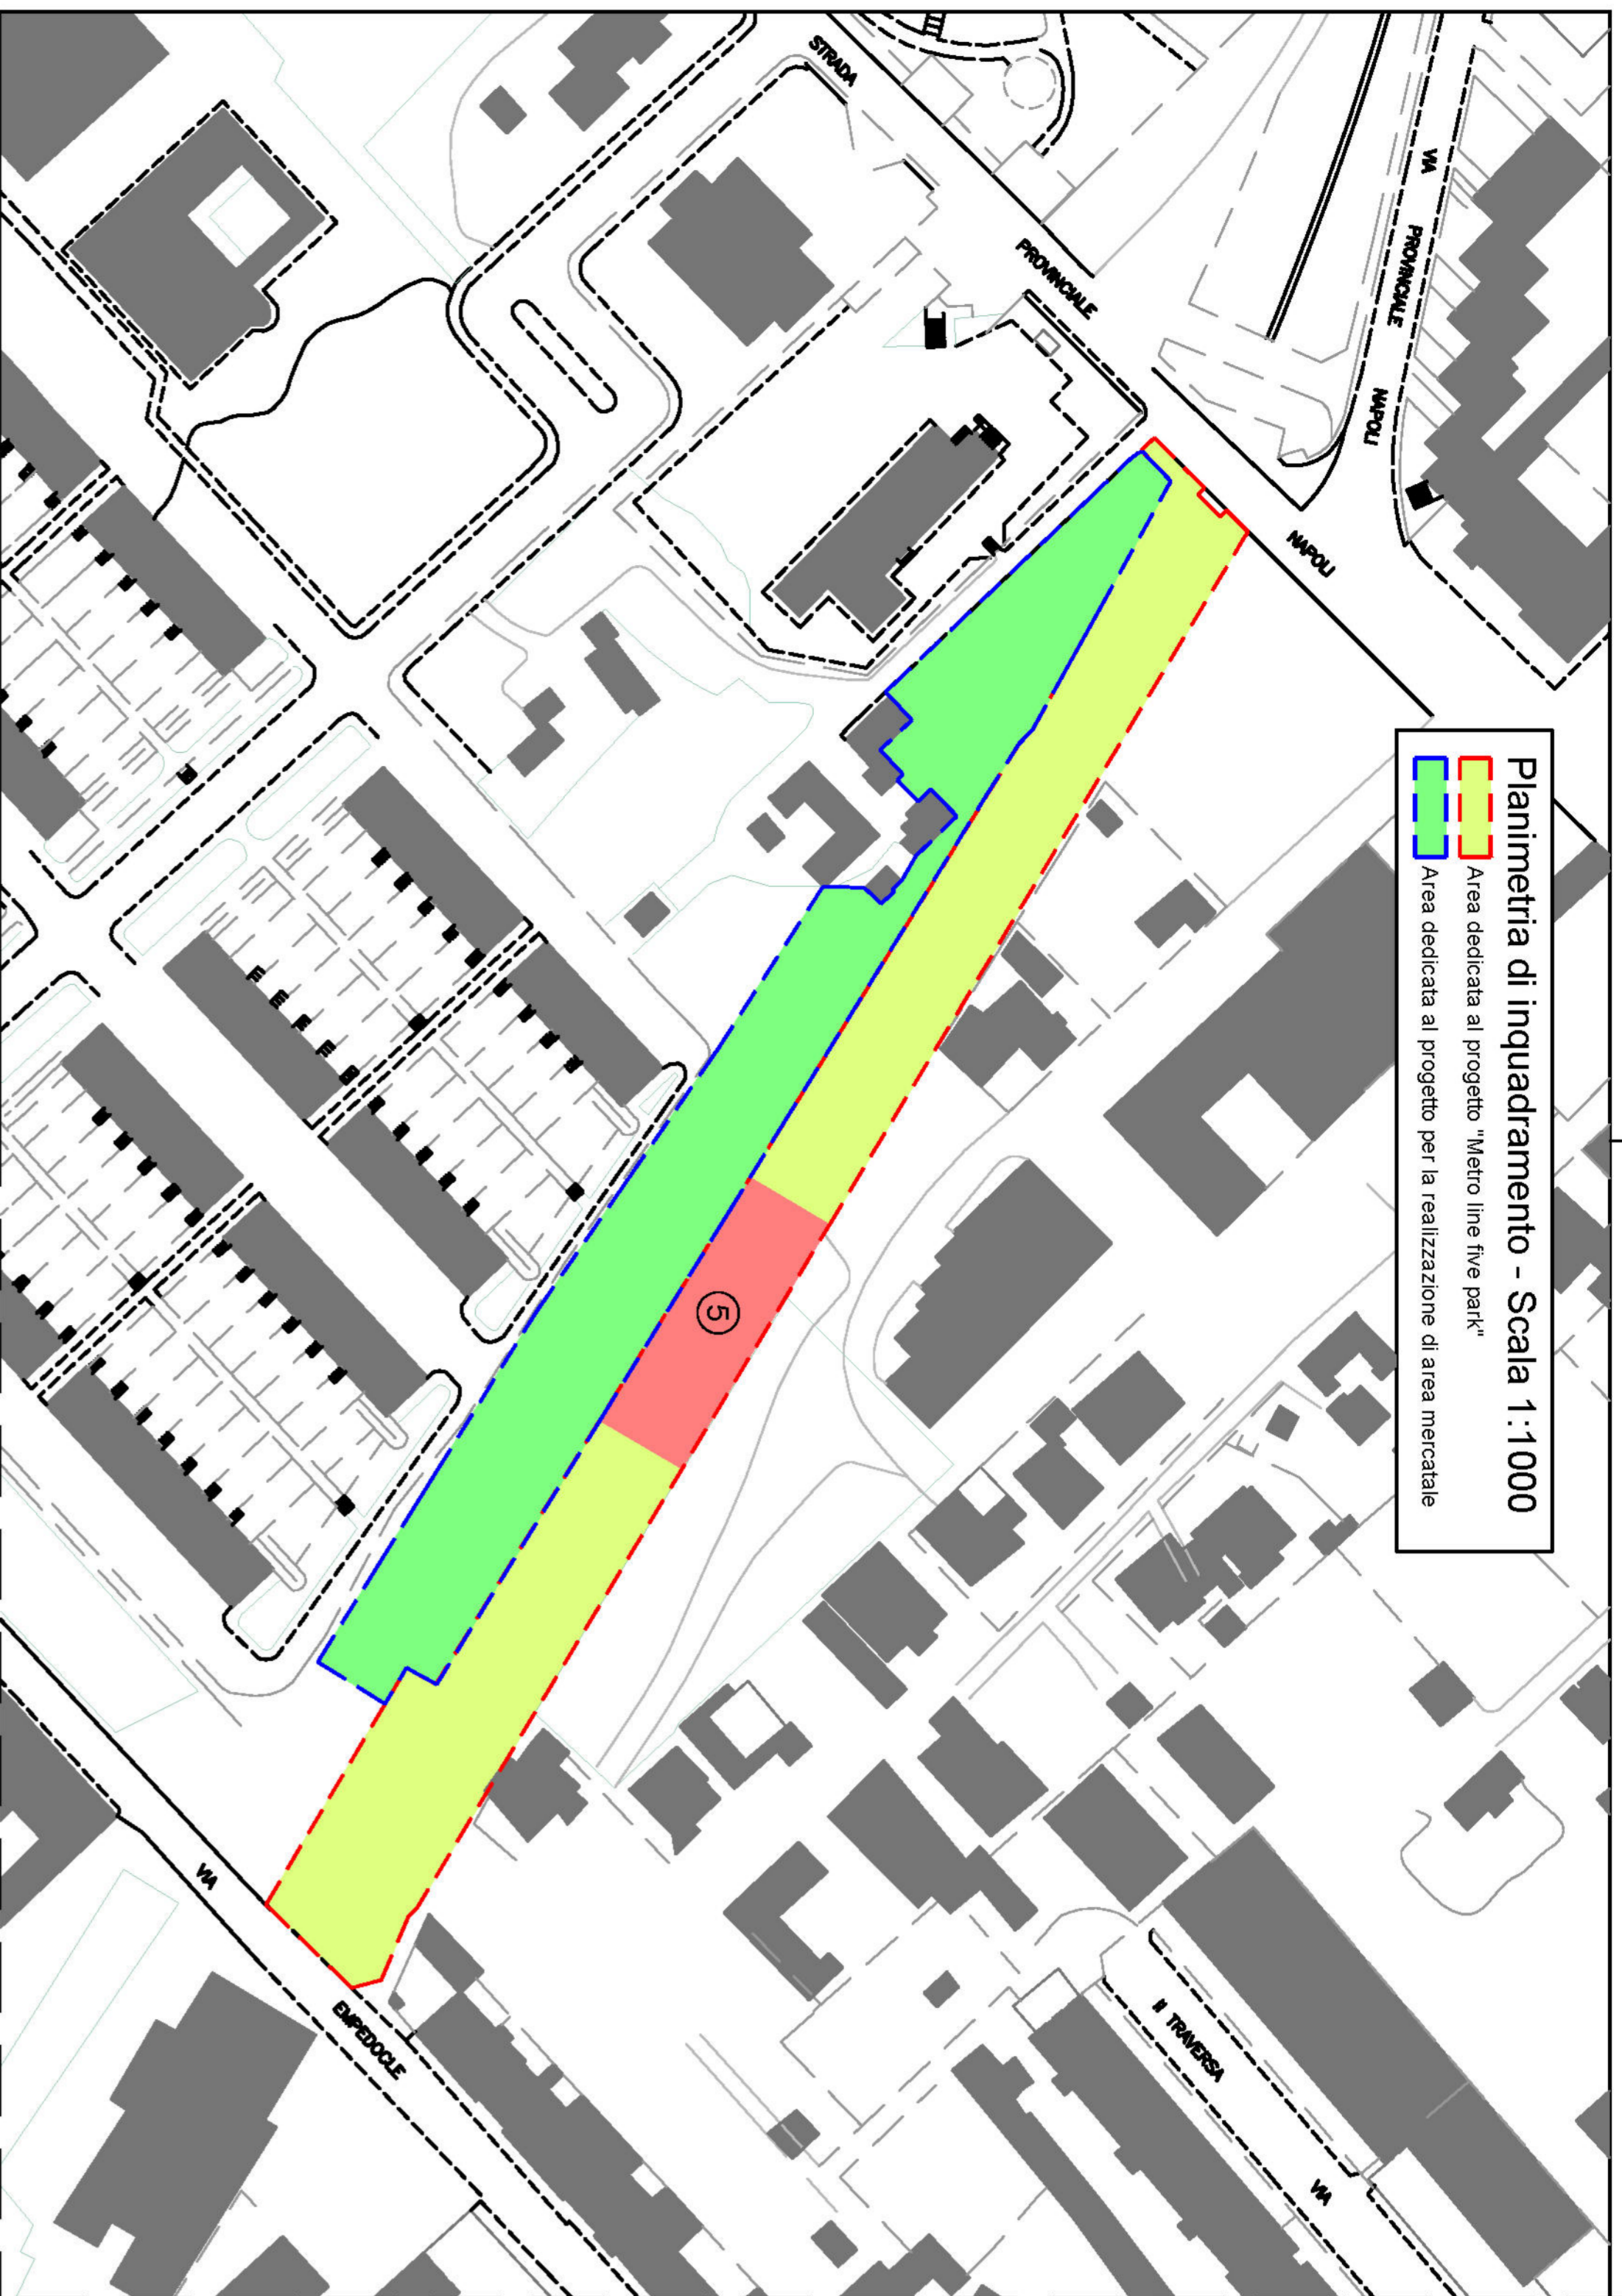 Planimetria di inquadramento - Scala 1:1000
Area dedicata al progetto "Metro line five park"
Area dedicata al progetto per la realizzazione di area mercatale
VIA PROVINCIALE NAPOLI
STRADA PROVINCIALE NAPOLI
5
VIA EMPEDOCLE
II TRAVERSA VIA